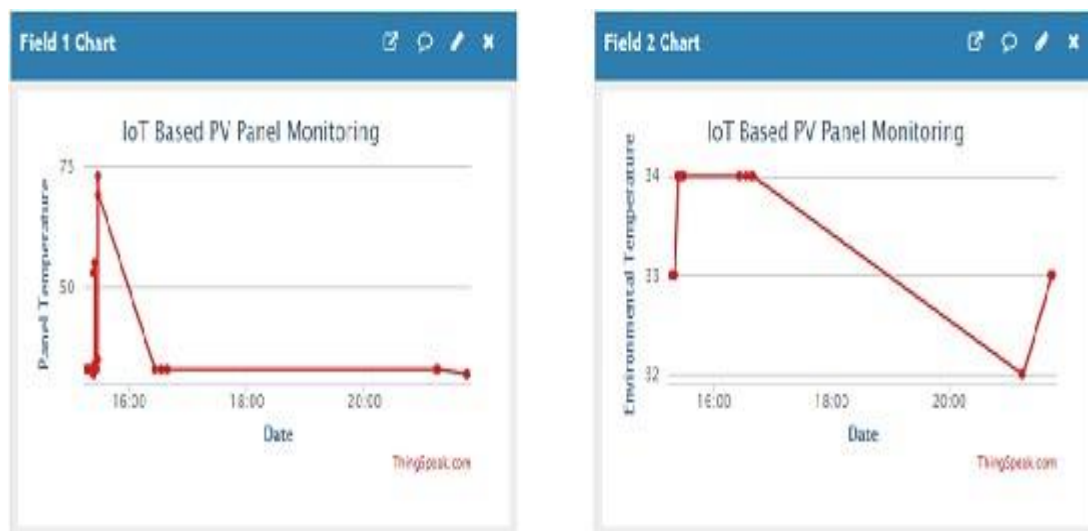 Field 1 Chart
IoT Based PV Panel Monitoring
Panel Temperature
75
50
16:00
18:00
20:00
Date
ThingSpeak.com
Field 2 Chart
IoT Based PV Panel Monitoring
Environmental Temperature
34
33
32
16:00
18:00
20:00
Date
ThingSpeak.com